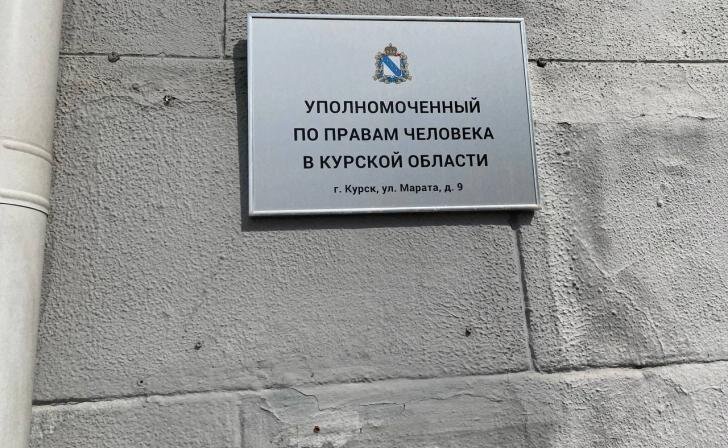 УПОЛНОМОЧЕННЫЙ
ПО ПРАВАМ ЧЕЛОВЕКА
В КУРСКОЙ ОБЛАСТИ
г. Курск, ул. Марата, д. 9